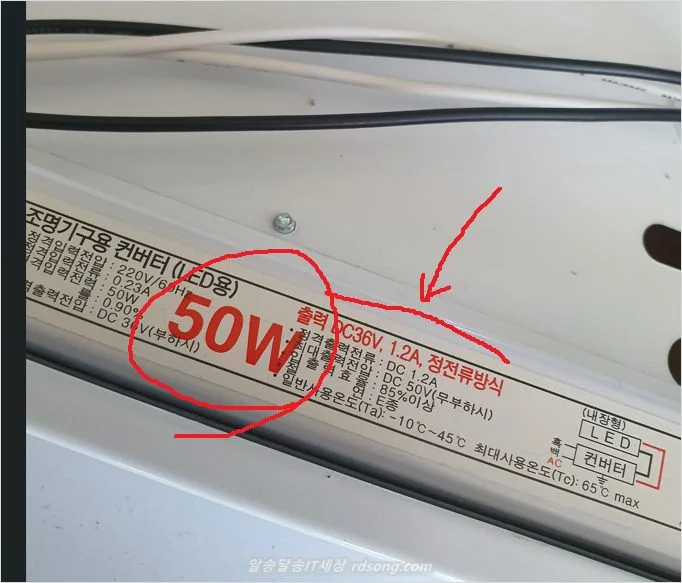 조명기구용 컨버터 (LED용)
정격입력전압 : 220V/60Hz
정격입력전류 : 0.23A
입력전력 : 50W
0.90%
출력전압 : DC 36V(부하시)
50W
출력 DC36V, 1.2A, 정전류방식
정격출력전류 : DC 1.2A
최대출력전압 : DC 50V(무부하시)
효율 : 85%이상
절연 : E종
일반사용온도(Ta): -10℃~45℃ 최대사용온도(Tc): 65℃ max
(내장형)
LED
흑
백
AC
컨버터
알송달송IT세상 rdsong.com